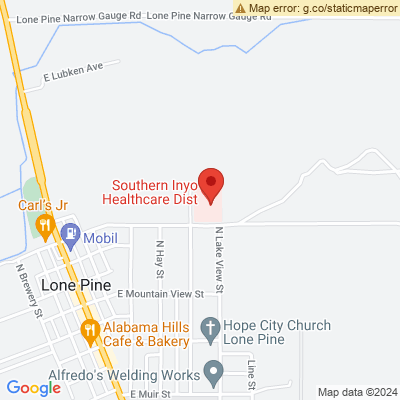 Map error: g.co/staticmaperror
Lone Pine Narrow Gauge Rd
Lone Pine Narrow Gauge Rd
E Lubken Ave
Southern Inyo
Healthcare Dist
Carl's Jr
Mobil
N Hay St
N Lake View St
N Brewery St
Lone Pine
E Mountain View St
Alabama Hills
Cafe & Bakery
Hope City Church
Lone Pine
Line St
Alfredo's Welding Works
Google
E Muir St
Map data ©2024